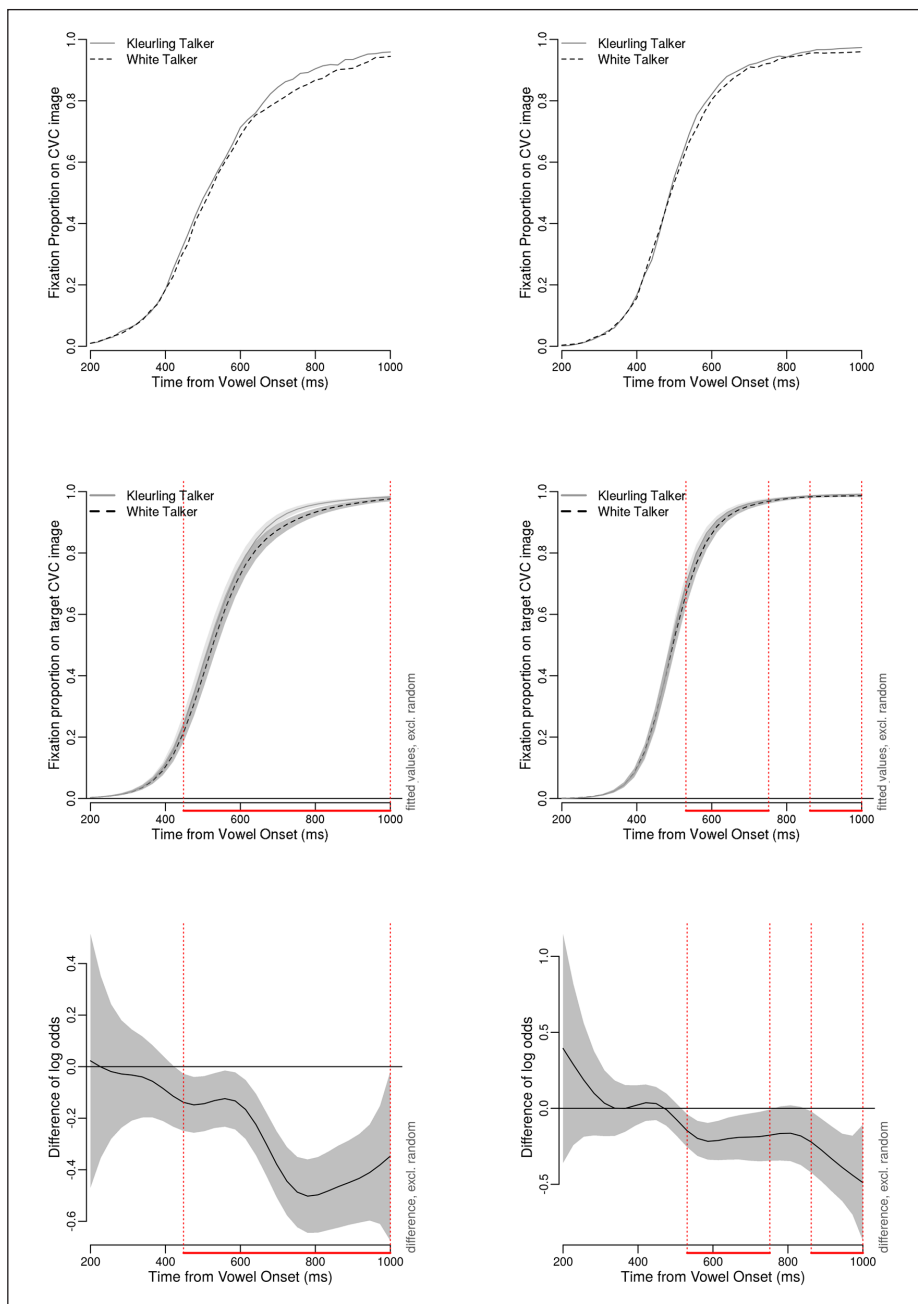 Kleurling Talker
White Talker
Fixation Proportion on CVC image
0.0 0.2 0.4 0.6 0.8 1.0
200 400 600 800 1000
Time from Vowel Onset (ms)
Kleurling Talker
White Talker
Fixation Proportion on CVC image
0.0 0.2 0.4 0.6 0.8 1.0
200 400 600 800 1000
Time from Vowel Onset (ms)
Kleurling Talker
White Talker
Fixation proportion on target CVC image
0.0 0.2 0.4 0.6 0.8 1.0
200 400 600 800 1000
Time from Vowel Onset (ms)
fitted values, excl. random
Kleurling Talker
White Talker
Fixation proportion on target CVC image
0.0 0.2 0.4 0.6 0.8 1.0
200 400 600 800 1000
Time from Vowel Onset (ms)
fitted values, excl. random
Difference of log odds
-0.6 -0.4 -0.2 0.0 0.2 0.4
200 400 600 800 1000
Time from Vowel Onset (ms)
difference, excl. random
Difference of log odds
-0.5 0.0 0.5 1.0
200 400 600 800 1000
Time from Vowel Onset (ms)
difference, excl. random